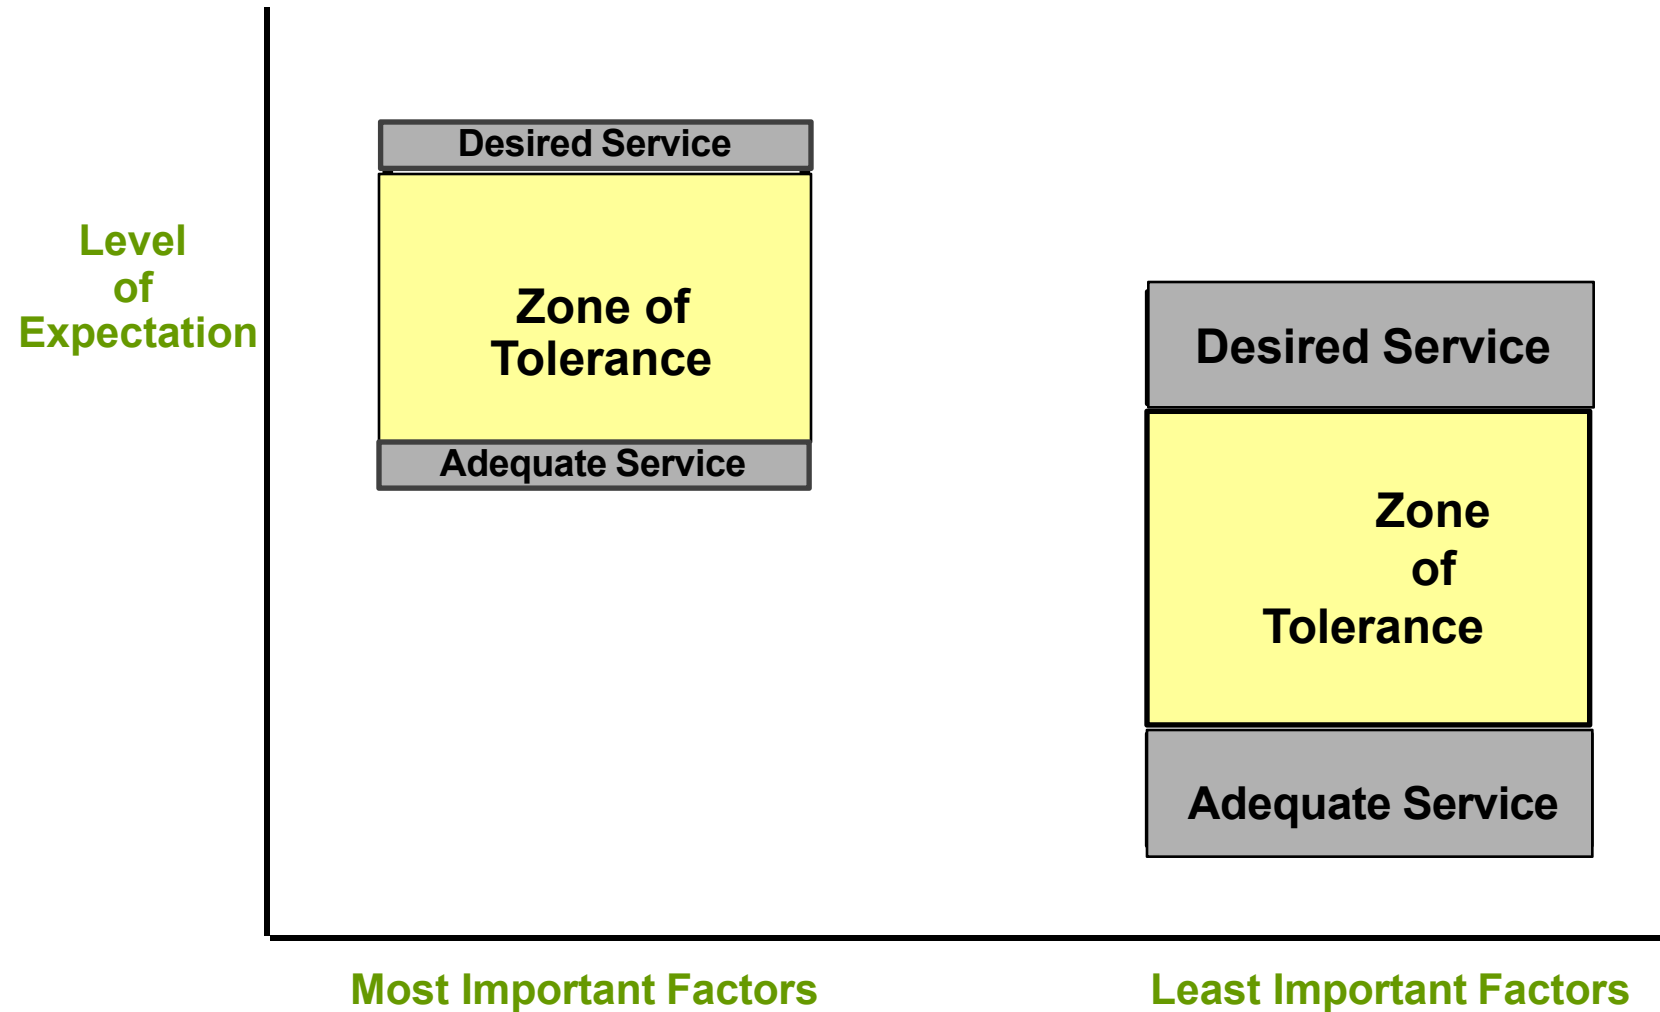 Level
of
Expectation
Desired Service
Zone of
Tolerance
Adequate Service
Desired Service
Zone
of
Tolerance
Adequate Service
Most Important Factors
Least Important Factors